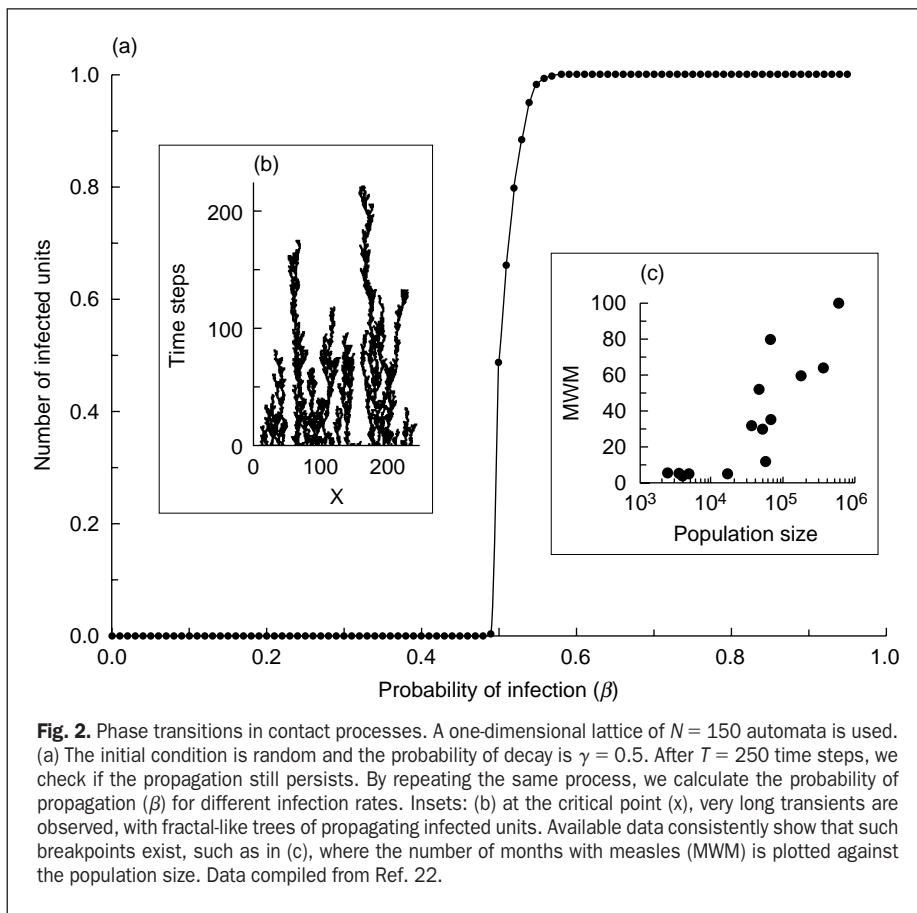 (a)
1.0
0.8
0.6
0.4
0.2
0.0
Number of infected units
0.0 0.2 0.4 0.6 0.8 1.0
Probability of infection (β)
(b)
200
100
0
Time steps
0 100 200
X
(c)
100
80
60
40
20
0
MWM
10³ 10⁴ 10⁵ 10⁶
Population size
Fig. 2. Phase transitions in contact processes. A one-dimensional lattice of N = 150 automata is used.
(a) The initial condition is random and the probability of decay is γ = 0.5. After T = 250 time steps, we
check if the propagation still persists. By repeating the same process, we calculate the probability of
propagation (β) for different infection rates. Insets: (b) at the critical point (x), very long transients are
observed, with fractal-like trees of propagating infected units. Available data consistently show that such
breakpoints exist, such as in (c), where the number of months with measles (MWM) is plotted against
the population size. Data compiled from Ref. 22.